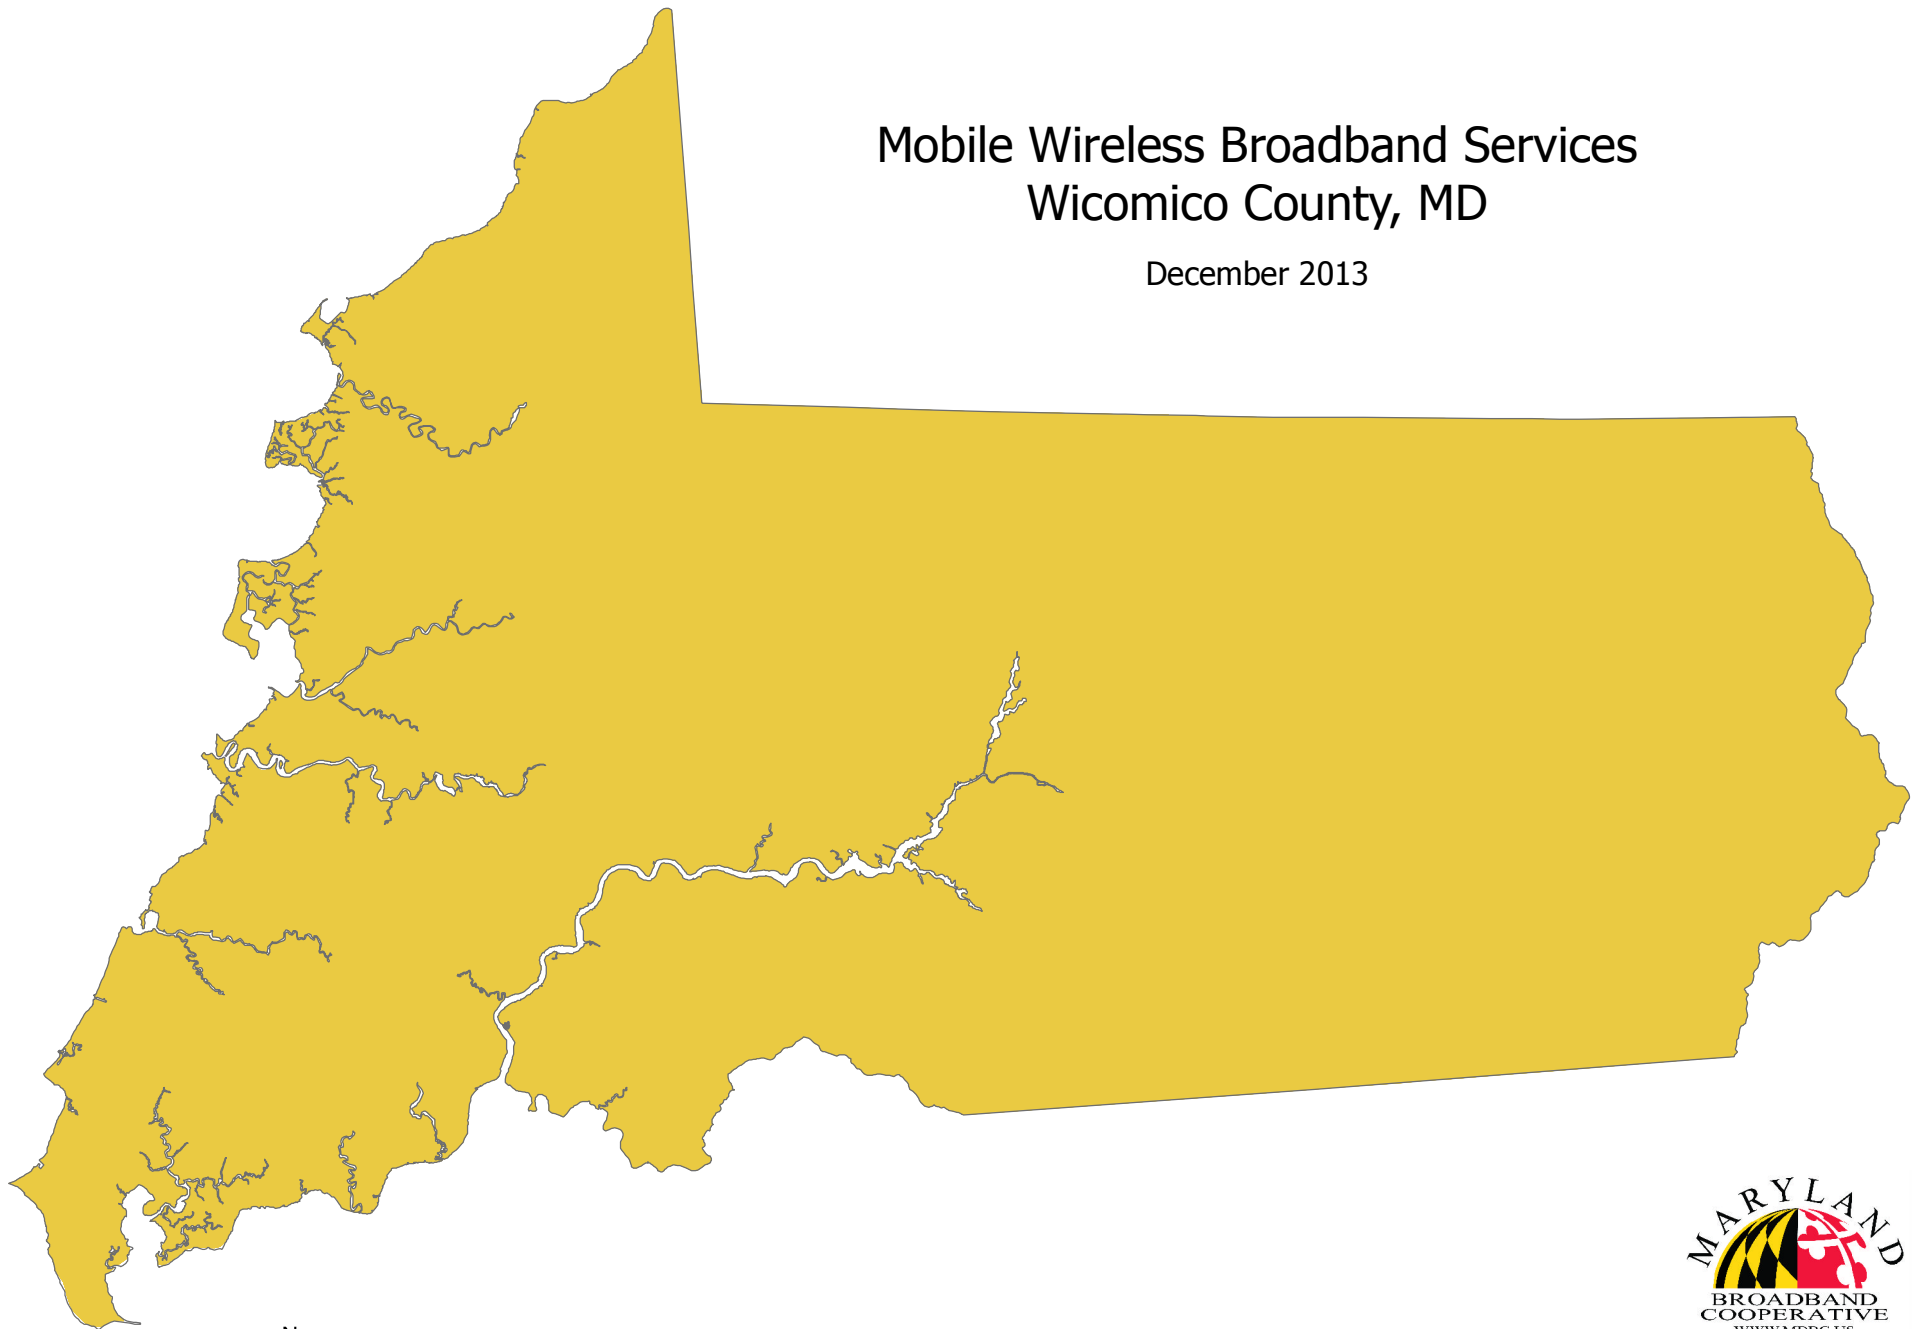 Mobile Wireless Broadband Services
Wicomico County, MD
December 2013
MARYLAND
BROADBAND
COOPERATIVE